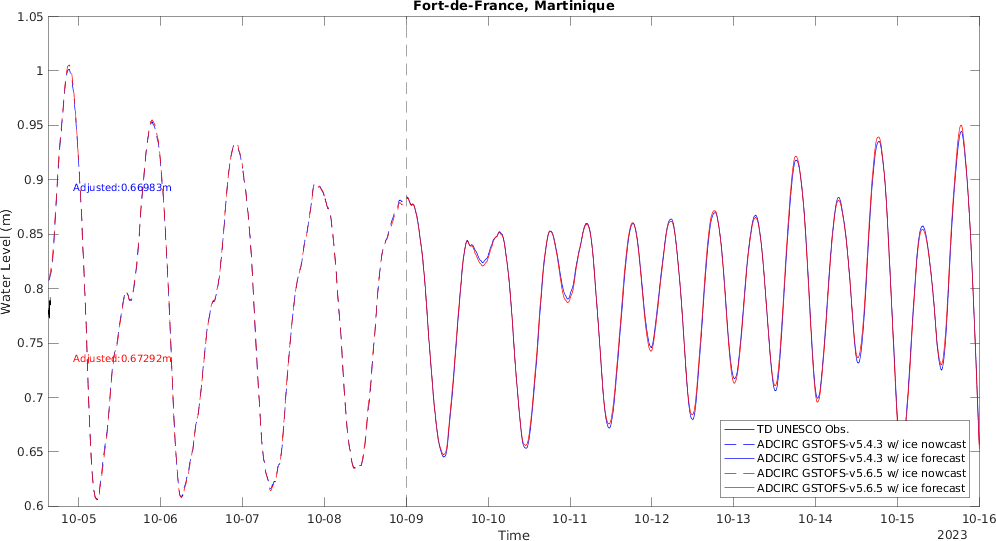 Fort-de-France, Martinique
1.05
1
0.95
0.9
0.85
0.8
0.75
0.7
0.65
0.6
Water Level (m)
Adjusted:0.66983m
Adjusted:0.67292m
TD UNESCO Obs.
ADCIRC GSTOFS-v5.4.3 w/ ice nowcast
ADCIRC GSTOFS-v5.4.3 w/ ice forecast
ADCIRC GSTOFS-v5.6.5 w/ ice nowcast
ADCIRC GSTOFS-v5.6.5 w/ ice forecast
10-05 10-06 10-07 10-08 10-09 10-10 10-11 10-12 10-13 10-14 10-15 10-16
Time
2023